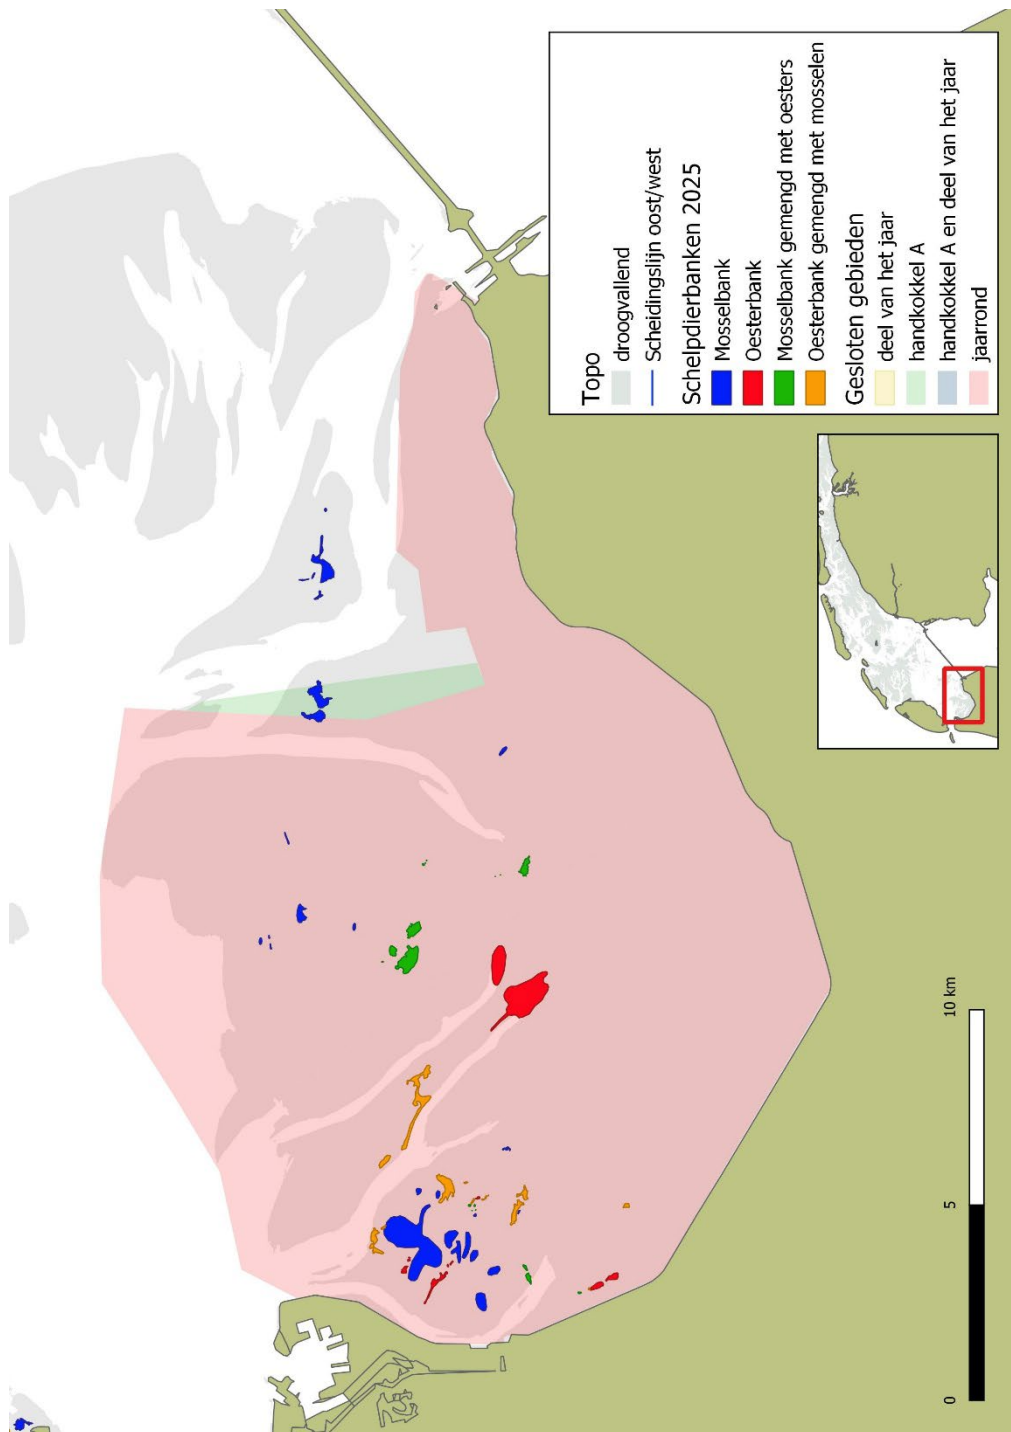 Topo
droogvallend
Scheidingslijn oost/west
Schelpdierbanken 2025
Mosselbank
Oesterbank
Mosselbank gemengd met oesters
Oesterbank gemengd met mosselen
Gesloten gebieden
deel van het jaar
handkokkel A
handkokkel A en deel van het jaar
jaarrond
0 5 10 km